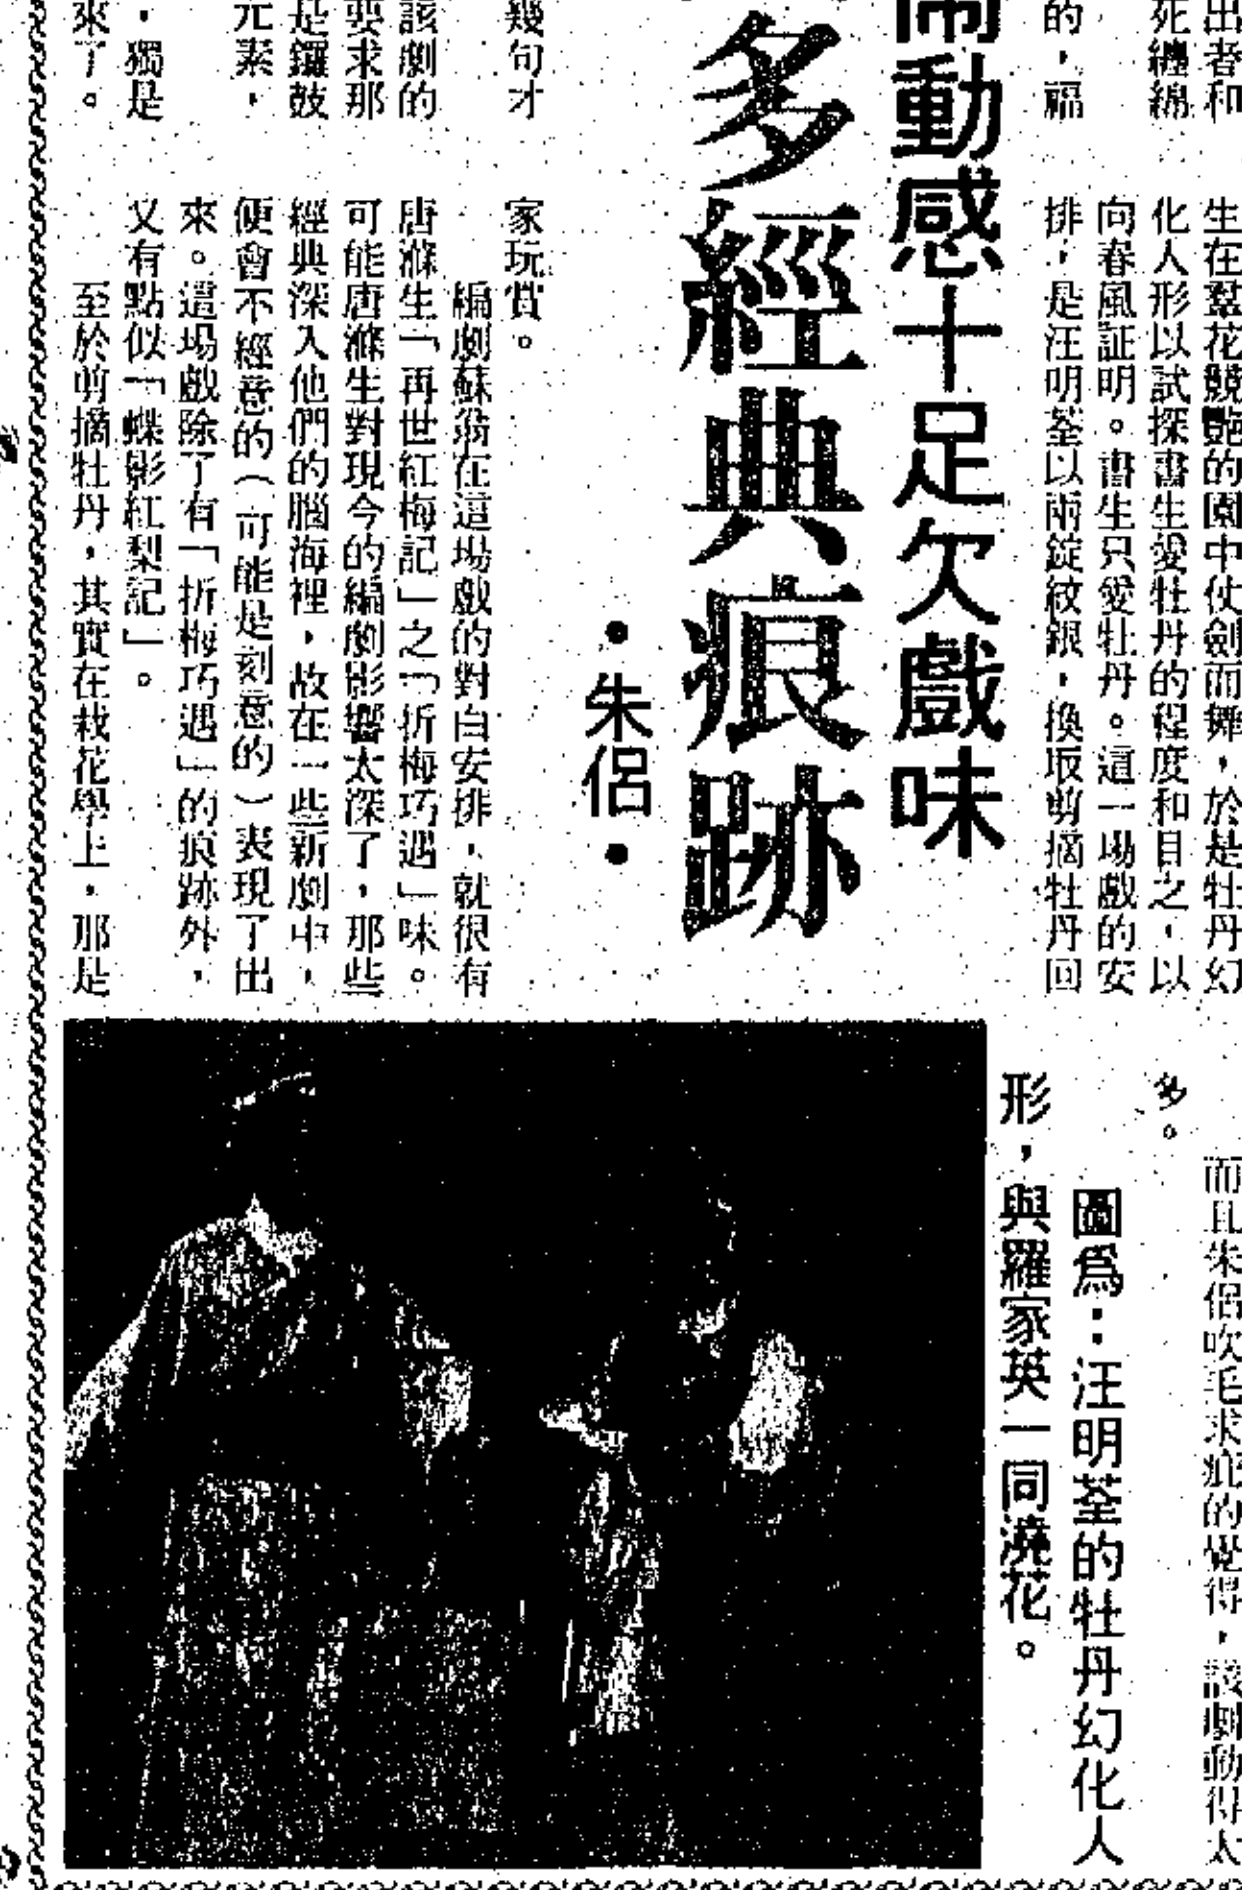 出者和
死纏綿
的，福
鬧動感十足欠戲味
多經典痕跡
•朱侶•
幾句才
該劇的
要求那
是鑼鼓
元素，
，獨是
來了。
生在羣花競艷的園中仗劍而舞，於是牡丹幻
化人形以試探書生愛牡丹的程度和目之，以
向春風証明。書生只愛牡丹。這一場戲的安
排，是汪明荃以兩錠紋銀，換取剪摘牡丹回
家玩賞。
編劇蘇翁在這場戲的對白安排，就很有
唐滌生「再世紅梅記」之「折梅巧遇」味。
可能唐滌生對現今的編劇影響太深了，那些
經典深入他們的腦海裡，故在一些新劇中，
便會不經意的（可能是刻意的）表現了出
來。這場戲除了有「折梅巧遇」的痕跡外，
又有點似「蝶影紅梨記」。
至於剪摘牡丹，其實在栽花學上，那是
而且朱侶吹毛求疵的覺得，該劇動得太
多。
圖爲：汪明荃的牡丹幻化人
形，與羅家英一同澆花。